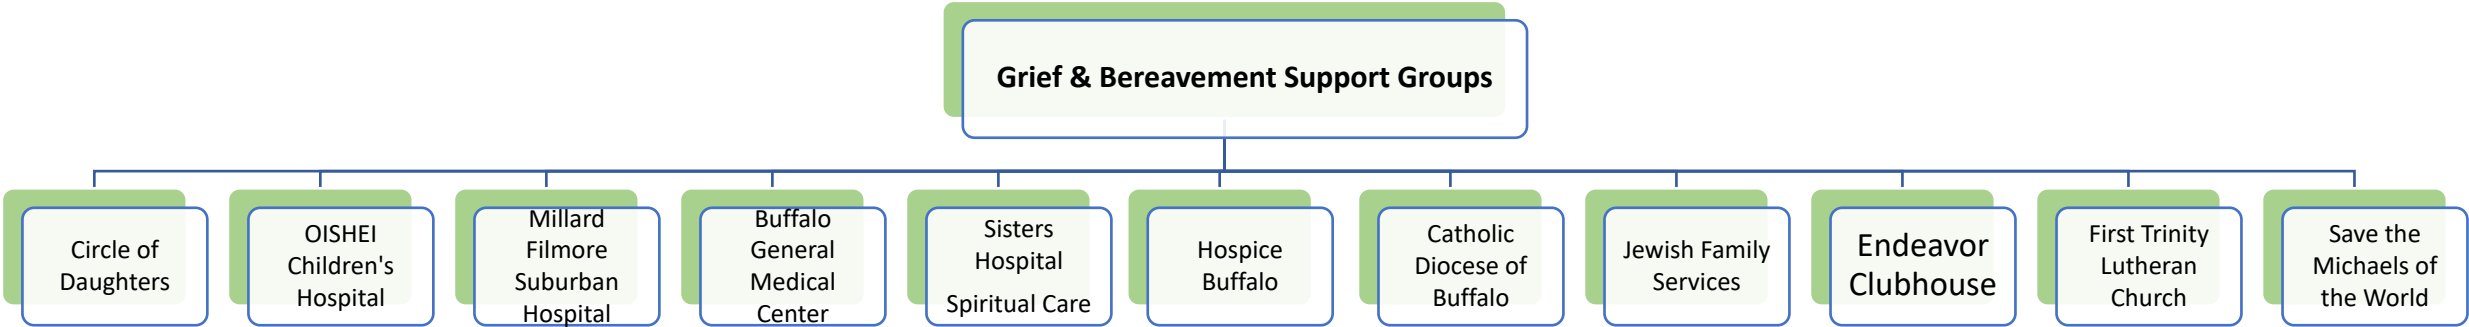 Grief & Bereavement Support Groups
Circle of
Daughters
OISHEI
Children's
Hospital
Millard
Filmore
Suburban
Hospital
Buffalo
General
Medical
Center
Sisters
Hospital
Spiritual Care
Hospice
Buffalo
Catholic
Diocese of
Buffalo
Jewish Family
Services
Endeavor
Clubhouse
First Trinity
Lutheran
Church
Save the
Michaels of
the World